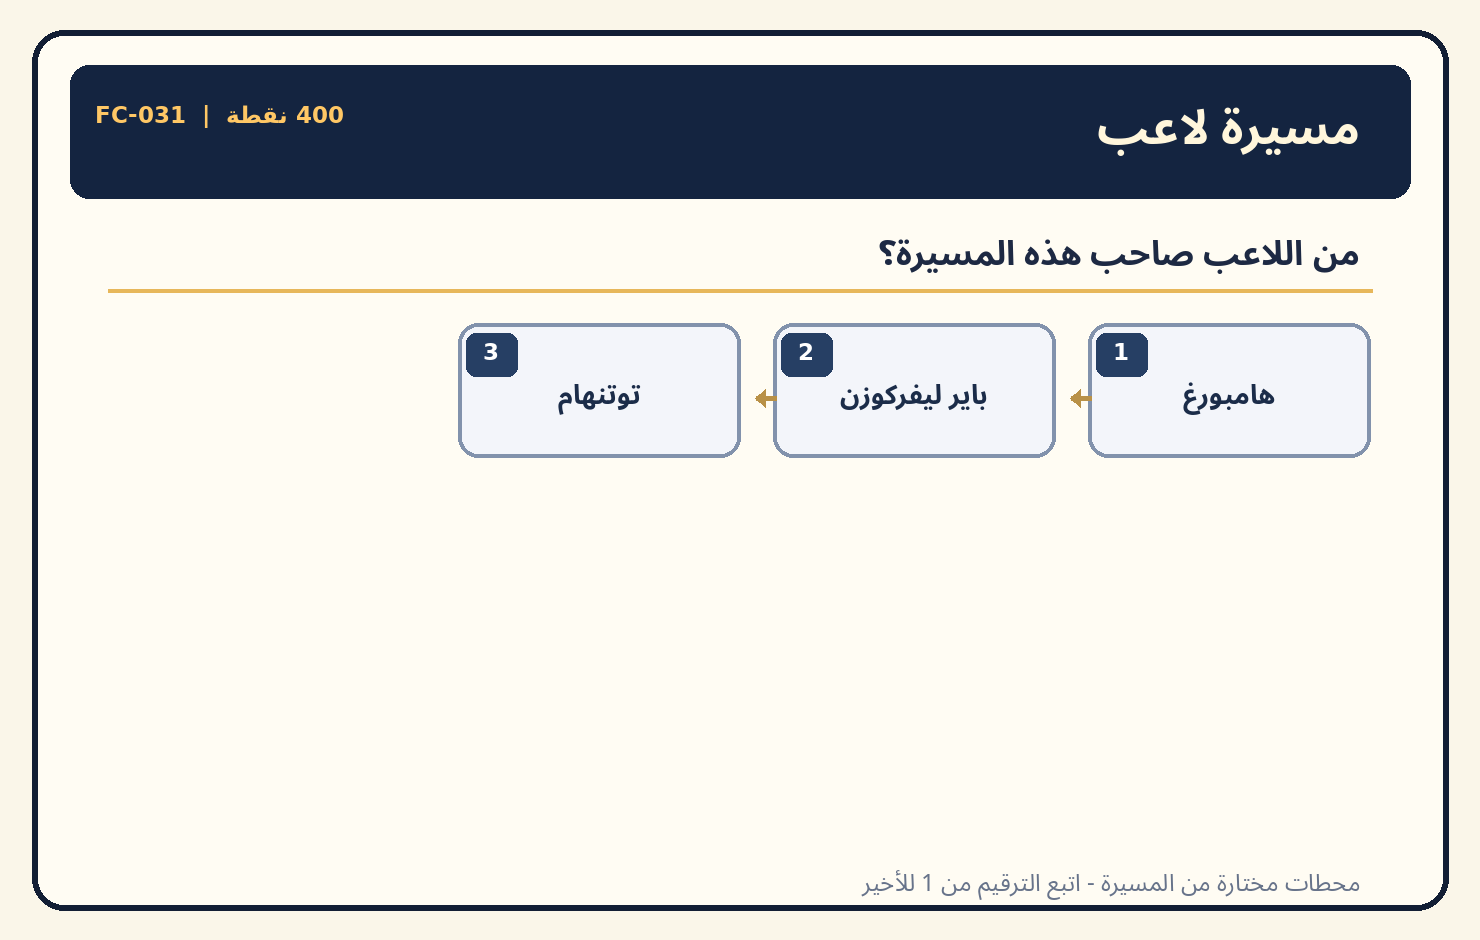 مسيرة لاعب
400 نقطة | FC-031
من اللاعب صاحب هذه المسيرة؟
1
هامبورغ
2
باير ليفركوزن
3
توتنهام
محطات مختارة من المسيرة - اتبع الترقيم من 1 للأخير